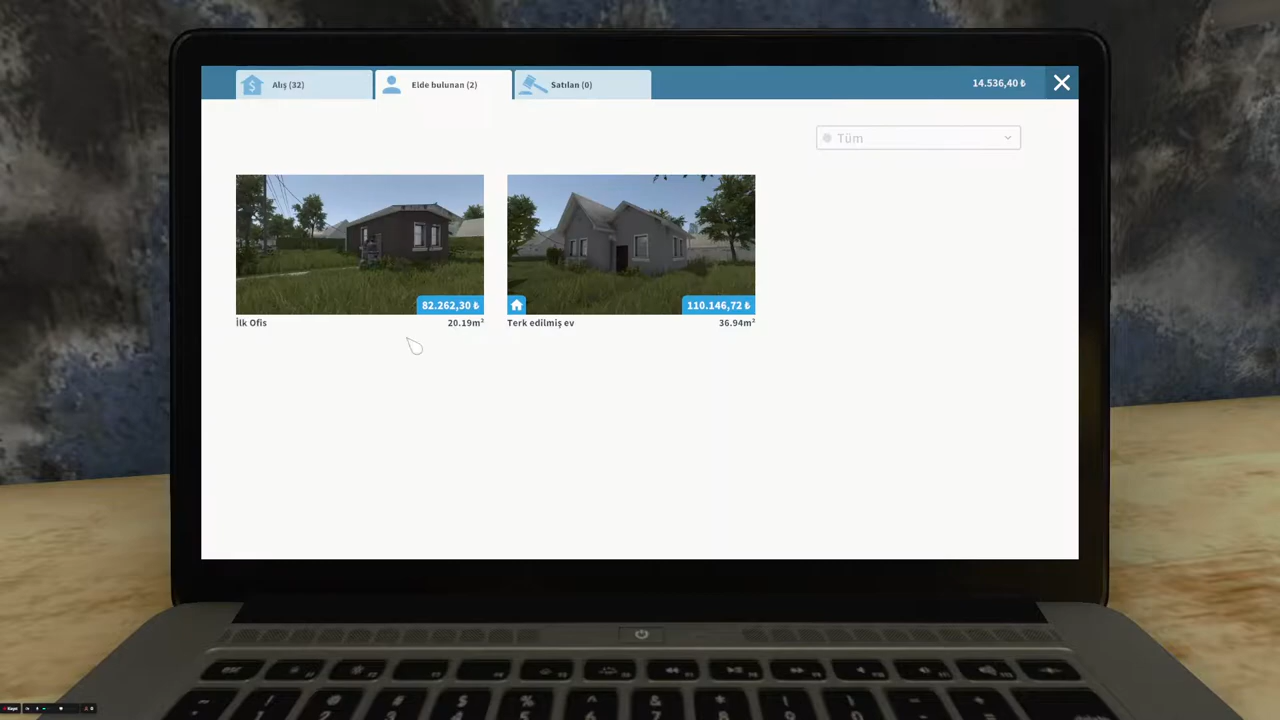 Alış (32)
Elde bulunan (2)
Satılan (0)
14.536,40 ₺
Tüm
82.262,30 ₺
110.146,72 ₺
İlk Ofis
20.19m²
Terk edilmiş ev
36.94m²